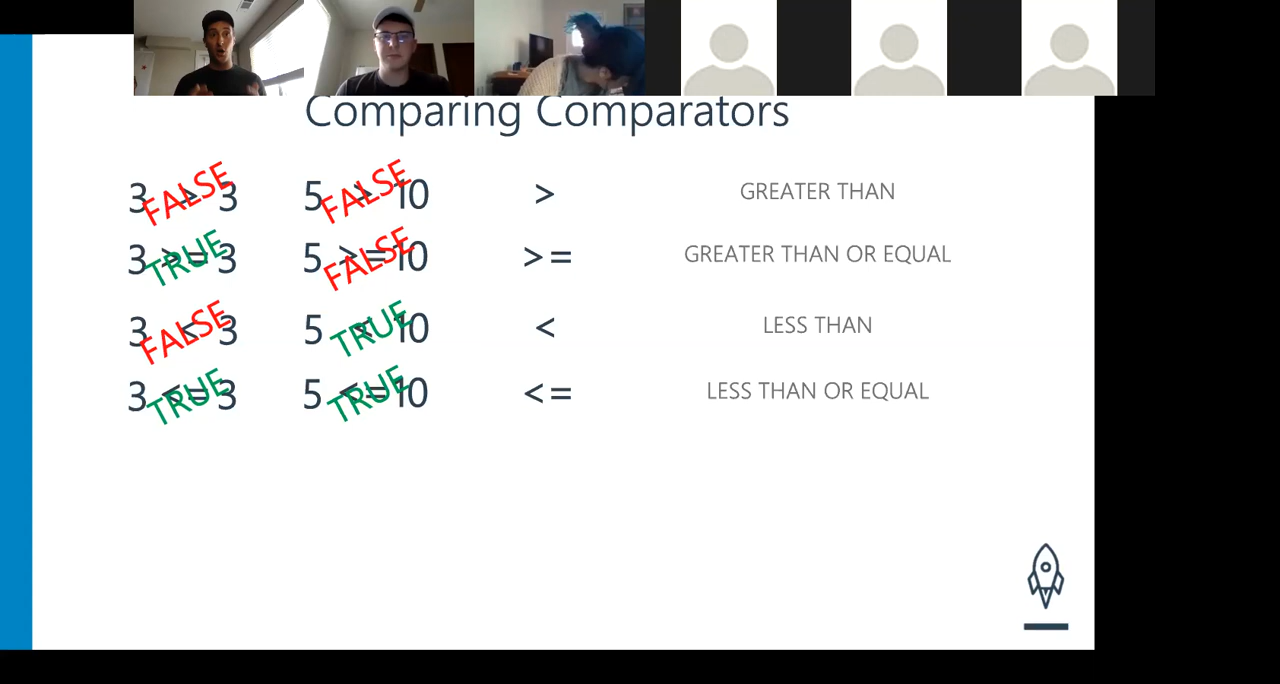 Comparing Comparators
3 > 3 FALSE 5 > 10 FALSE > GREATER THAN
3 >= 3 TRUE 5 >= 10 FALSE >= GREATER THAN OR EQUAL
3 < 3 FALSE 5 < 10 TRUE < LESS THAN
3 <= 3 TRUE 5 <= 10 TRUE <= LESS THAN OR EQUAL